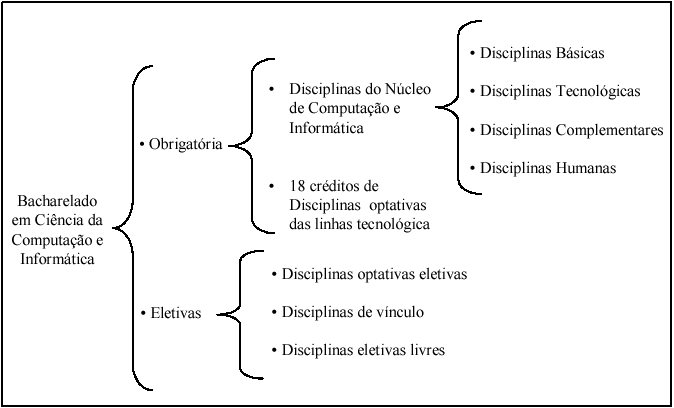 Bacharelado
em Ciência da
Computação e
Informática
• Obrigatória
• Disciplinas do Núcleo
de Computação e
Informática
• Disciplinas Básicas
• Disciplinas Tecnológicas
• Disciplinas Complementares
• Disciplinas Humanas
• 18 créditos de
Disciplinas optativas
das linhas tecnológica
• Eletivas
• Disciplinas optativas eletivas
• Disciplinas de vínculo
• Disciplinas eletivas livres